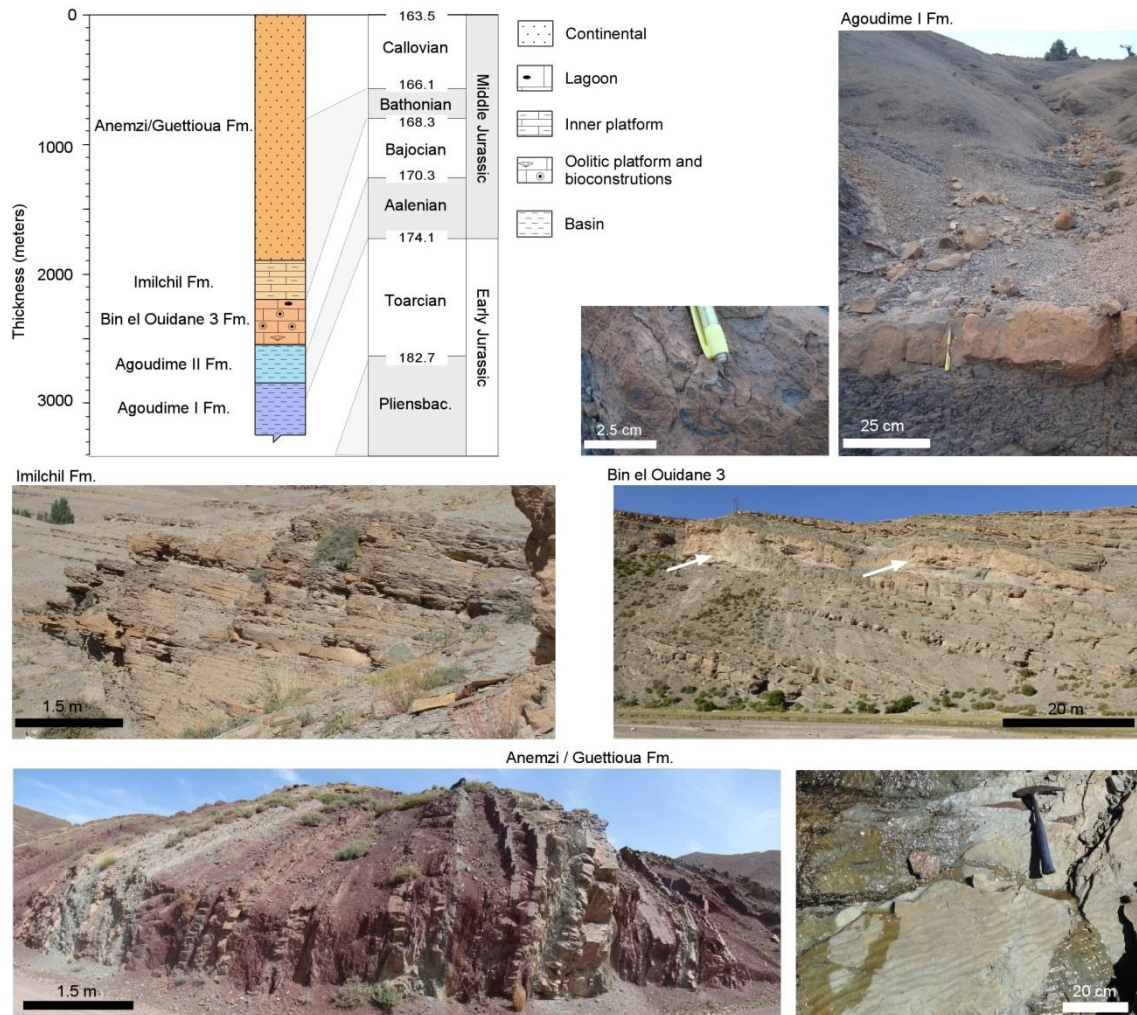 0
1000
2000
3000
Thickness (meters)
Anemzi/Guettioua Fm.
Imilchil Fm.
Bin el Ouidane 3 Fm.
Agoudime II Fm.
Agoudime I Fm.
163.5
Callovian
166.1
Bathonian
168.3
Bajocian
170.3
Aalenian
174.1
Toarcian
182.7
Pliensbac.
Middle Jurassic
Early Jurassic
Continental
Lagoon
Inner platform
Oolitic platform and
bioconstrutions
Basin
2.5 cm
Agoudime I Fm.
25 cm
Imilchil Fm.
1.5 m
Bin el Ouidane 3
20 m
Anemzi / Guettioua Fm.
1.5 m
20 cm